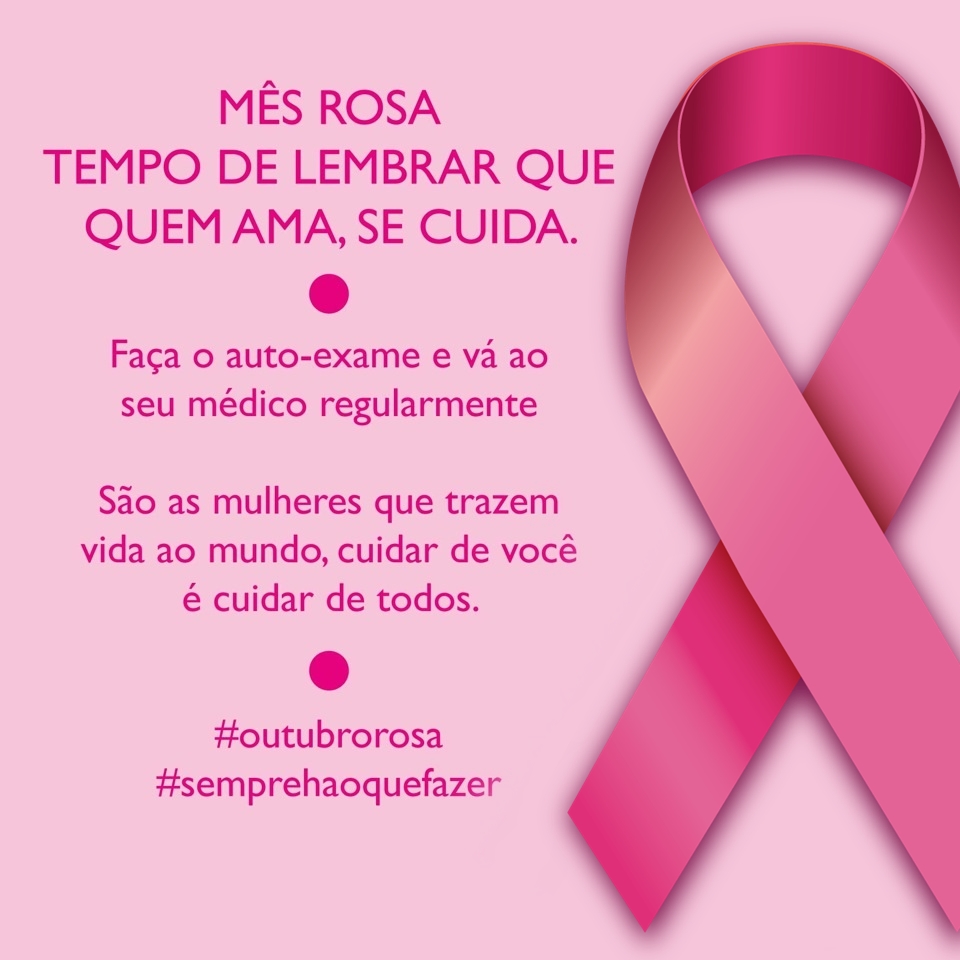 MÊS ROSA
TEMPO DE LEMBRAR QUE
QUEM AMA, SE CUIDA.
Faça o auto-exame e vá ao
seu médico regularmente
São as mulheres que trazem
vida ao mundo, cuidar de você
é cuidar de todos.
#outubrorosa
#semprehaoquefazer